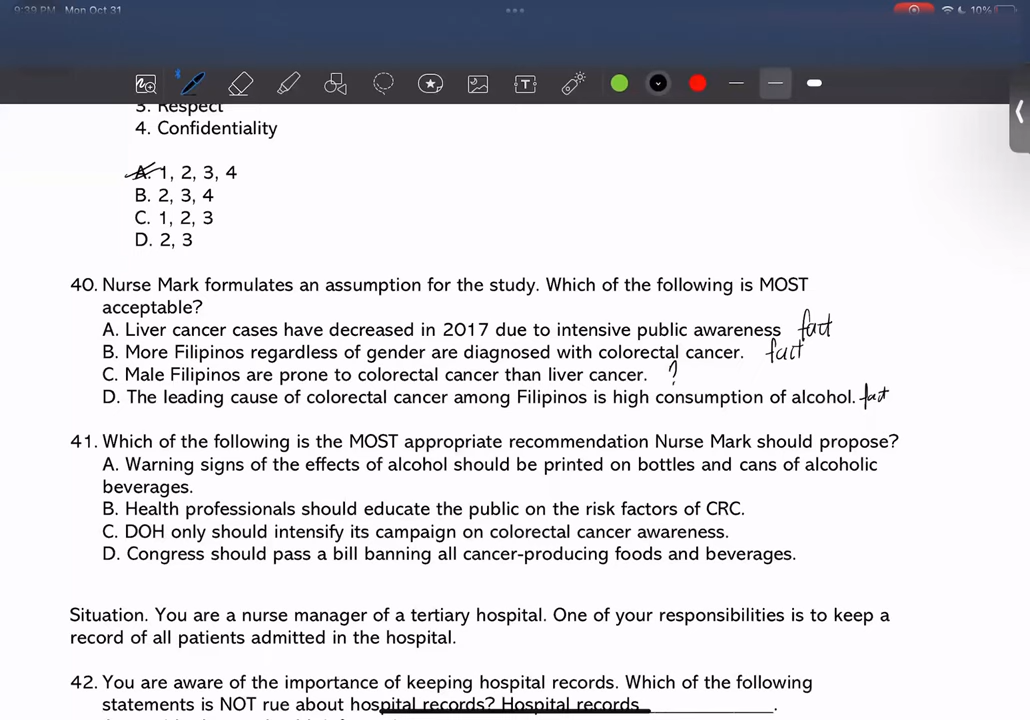 9:39 PM Mon Oct 31
10%
3. Respect
4. Confidentiality
A. 1, 2, 3, 4
B. 2, 3, 4
C. 1, 2, 3
D. 2, 3
40. Nurse Mark formulates an assumption for the study. Which of the following is MOST
acceptable?
A. Liver cancer cases have decreased in 2017 due to intensive public awareness fact
B. More Filipinos regardless of gender are diagnosed with colorectal cancer. fact
C. Male Filipinos are prone to colorectal cancer than liver cancer. ?
D. The leading cause of colorectal cancer among Filipinos is high consumption of alcohol. fact
41. Which of the following is the MOST appropriate recommendation Nurse Mark should propose?
A. Warning signs of the effects of alcohol should be printed on bottles and cans of alcoholic
beverages.
B. Health professionals should educate the public on the risk factors of CRC.
C. DOH only should intensify its campaign on colorectal cancer awareness.
D. Congress should pass a bill banning all cancer-producing foods and beverages.
Situation. You are a nurse manager of a tertiary hospital. One of your responsibilities is to keep a
record of all patients admitted in the hospital.
42. You are aware of the importance of keeping hospital records. Which of the following
statements is NOT rue about hospital records? Hospital records ____________.